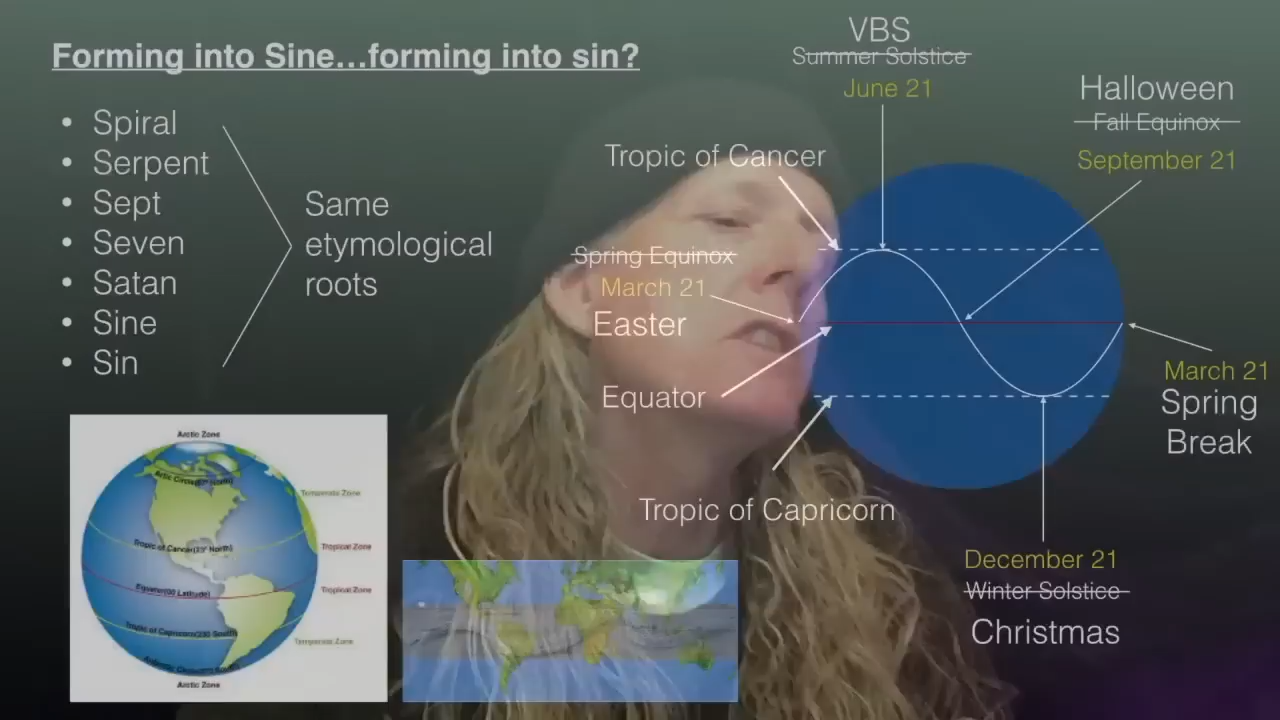 Forming into Sine...forming into sin?
• Spiral
• Serpent
• Sept
• Seven
• Satan
• Sine
• Sin
Same
etymological
roots
VBS
Summer Solstice
June 21
Halloween
Fall Equinox
September 21
Tropic of Cancer
Spring Equinox
March 21
Easter
Equator
Tropic of Capricorn
March 21
Spring
Break
December 21
Winter Solstice
Christmas
Arctic Zone
Temperate Zone
Tropical Zone
Equator(00 Latitude)
Tropical Zone
Temperate Zone
Arctic Zone